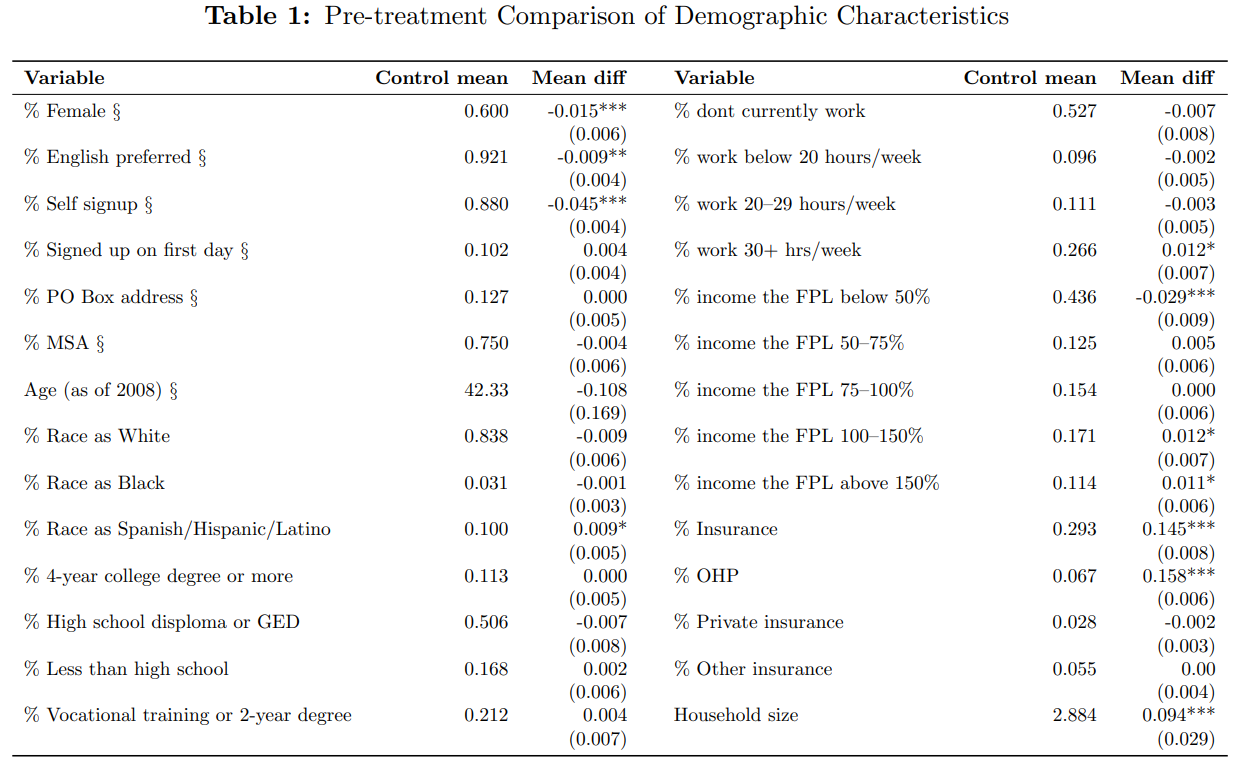 Table 1: Pre-treatment Comparison of Demographic Characteristics
Variable Control mean Mean diff Variable Control mean Mean diff
% Female § 0.600 -0.015*** % dont currently work 0.527 -0.007
(0.006) (0.008)
% English preferred § 0.921 -0.009** % work below 20 hours/week 0.096 -0.002
(0.004) (0.005)
% Self signup § 0.880 -0.045*** % work 20–29 hours/week 0.111 -0.003
(0.004) (0.005)
% Signed up on first day § 0.102 0.004 % work 30+ hrs/week 0.266 0.012*
(0.004) (0.007)
% PO Box address § 0.127 0.000 % income the FPL below 50% 0.436 -0.029***
(0.005) (0.009)
% MSA § 0.750 -0.004 % income the FPL 50–75% 0.125 0.005
(0.006) (0.006)
Age (as of 2008) § 42.33 -0.108 % income the FPL 75–100% 0.154 0.000
(0.169) (0.006)
% Race as White 0.838 -0.009 % income the FPL 100–150% 0.171 0.012*
(0.006) (0.007)
% Race as Black 0.031 -0.001 % income the FPL above 150% 0.114 0.011*
(0.003) (0.006)
% Race as Spanish/Hispanic/Latino 0.100 0.009* % Insurance 0.293 0.145***
(0.005) (0.008)
% 4-year college degree or more 0.113 0.000 % OHP 0.067 0.158***
(0.005) (0.006)
% High school disploma or GED 0.506 -0.007 % Private insurance 0.028 -0.002
(0.008) (0.003)
% Less than high school 0.168 0.002 % Other insurance 0.055 0.00
(0.006) (0.004)
% Vocational training or 2-year degree 0.212 0.004 Household size 2.884 0.094***
(0.007) (0.029)